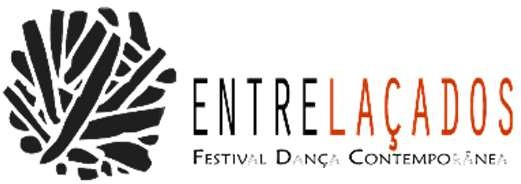 ENTRELAÇADOS
FESTIVAL DANÇA CONTEMPORÂNEA